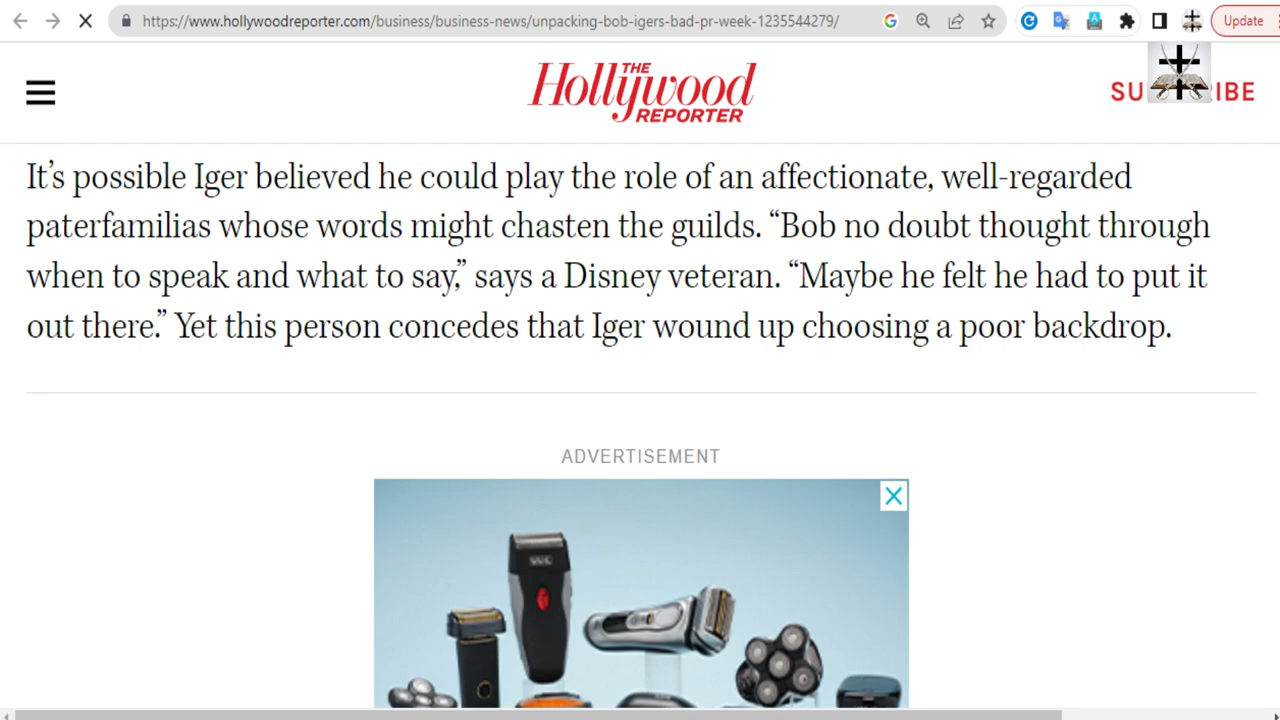 https://www.hollywoodreporter.com/business/business-news/unpacking-bob-igers-bad-pr-week-1235544279/
Update
THE
Hollywood
REPORTER
SU IBE
It’s possible Iger believed he could play the role of an affectionate, well-regarded
paterfamilias whose words might chasten the guilds. “Bob no doubt thought through
when to speak and what to say,” says a Disney veteran. “Maybe he felt he had to put it
out there.” Yet this person concedes that Iger wound up choosing a poor backdrop.
ADVERTISEMENT
WAHL